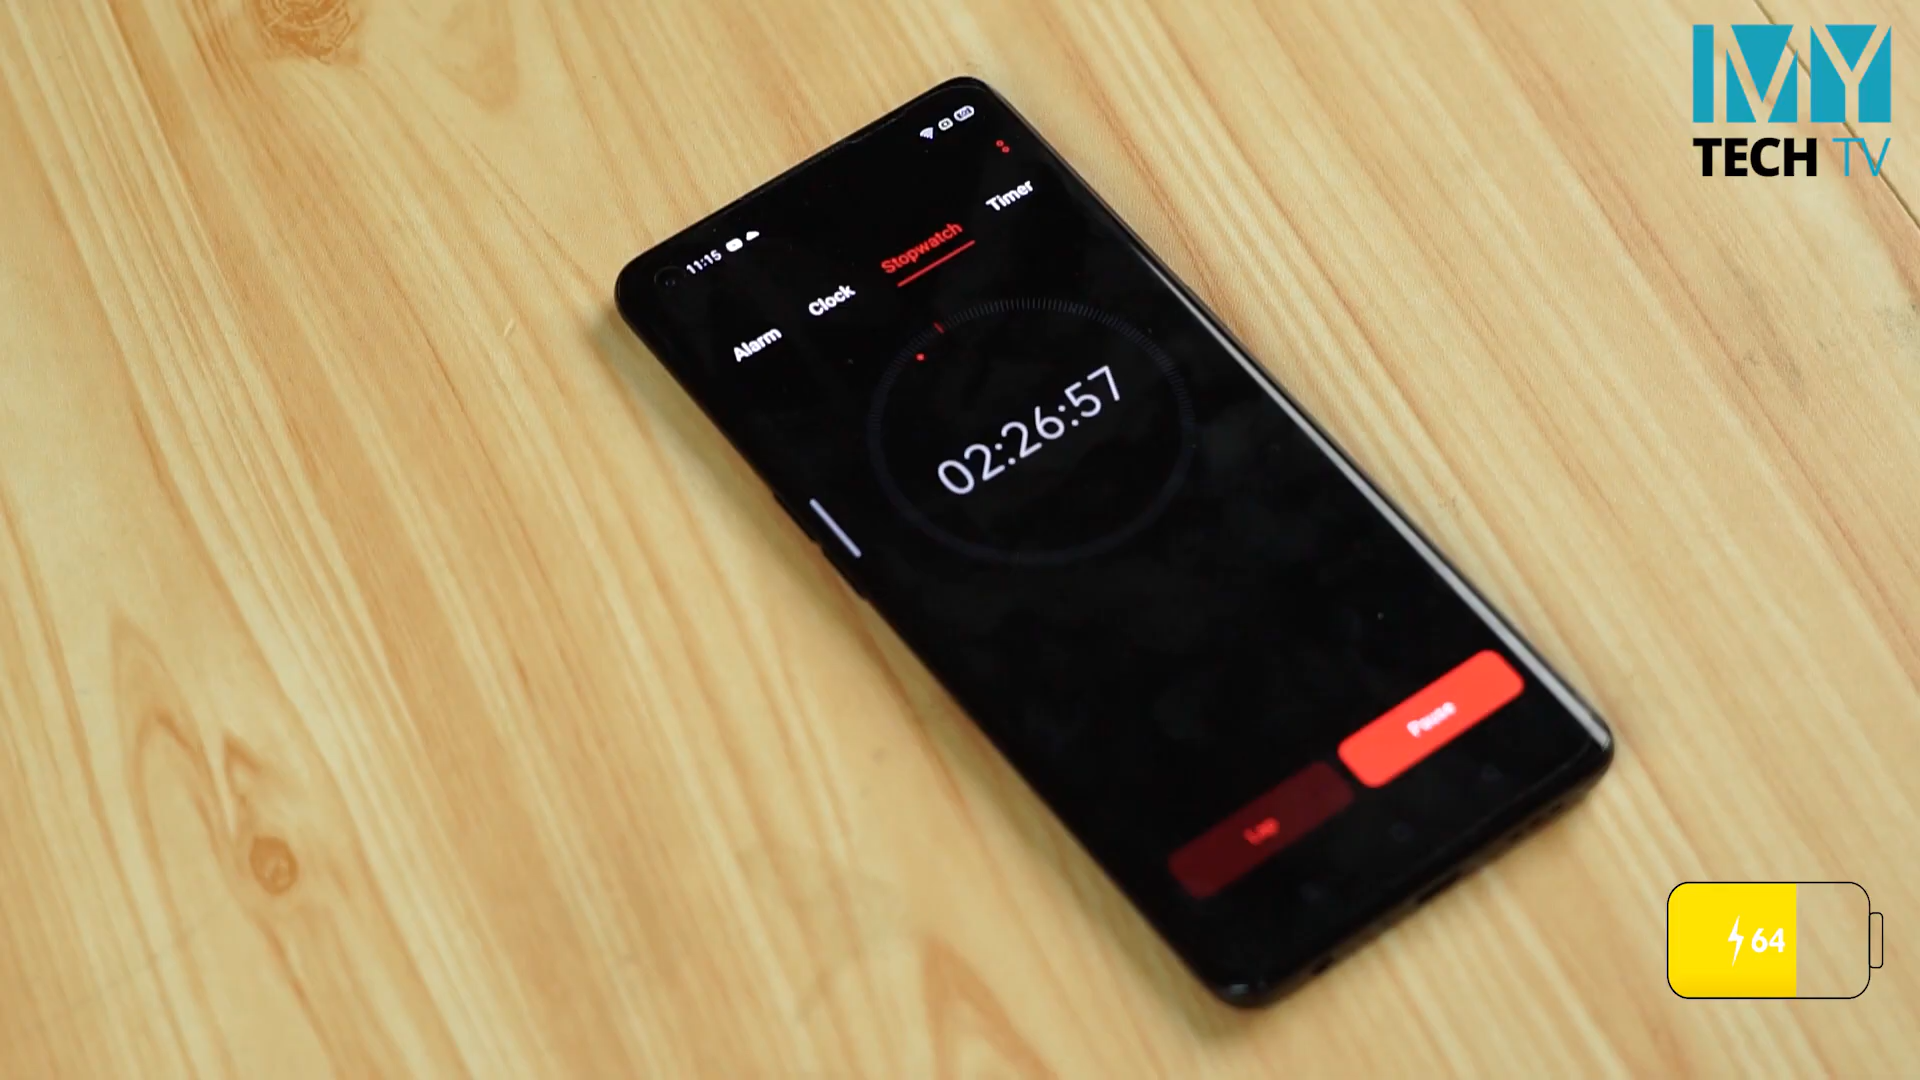 MY
TECH TV
11:15
Alarm
Clock
Stopwatch
Timer
02:26:57
Lap
Pause
64